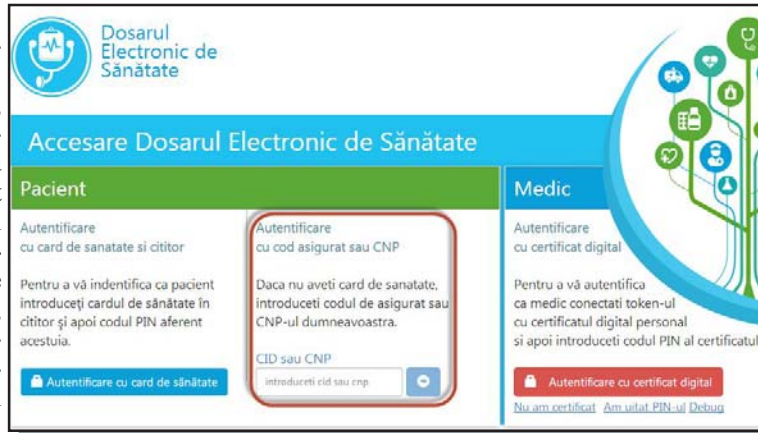 Dosarul
Electronic de
Sănătate
Accesare Dosarul Electronic de Sănătate
Pacient
Autentificare
cu card de sanatate si cititor
Pentru a vă indentifica ca pacient
introduceţi cardul de sănătate în
cititor şi apoi codul PIN aferent
acestuia.
Autentificare cu card de sănătate
Autentificare
cu cod asigurat sau CNP
Daca nu aveti card de sanatate,
introduceti codul de asigurat sau
CNP-ul dumneavoastra.
CID sau CNP
introduceti cid sau cnp
Medic
Autentificare
cu certificat digital
Pentru a vă autentifica
ca medic conectati token-ul
cu certificatul digital personal
si apoi introduceti codul PIN al certificatul
Autentificare cu certificat digital
Nu am certificat Am uitat PIN-ul Debug